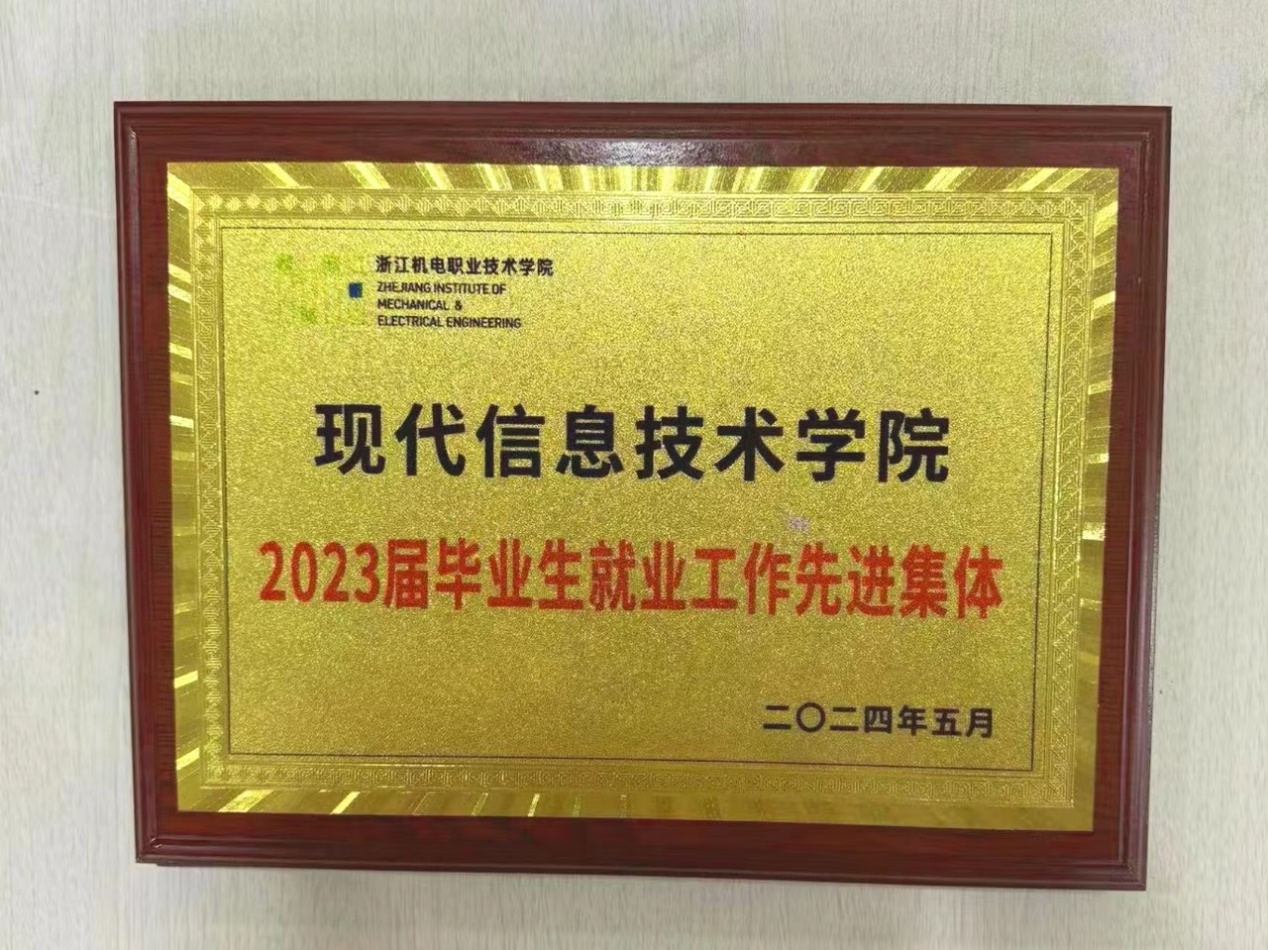 浙江机电职业技术学院
ZHEJIANG INSTITUTE OF
MECHANICAL &
ELECTRICAL ENGINEERING
现代信息技术学院
2023届毕业生就业工作先进集体
二〇二四年五月